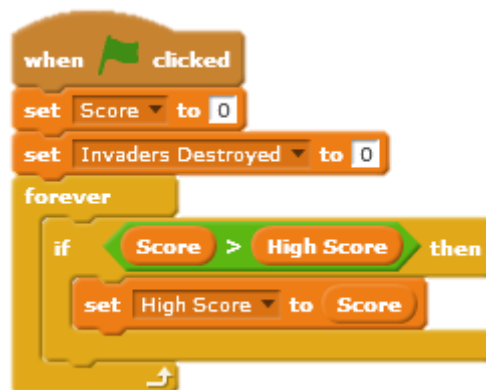 when clicked
set Score to 0
set Invaders Destroyed to 0
forever
if Score > High Score then
set High Score to Score